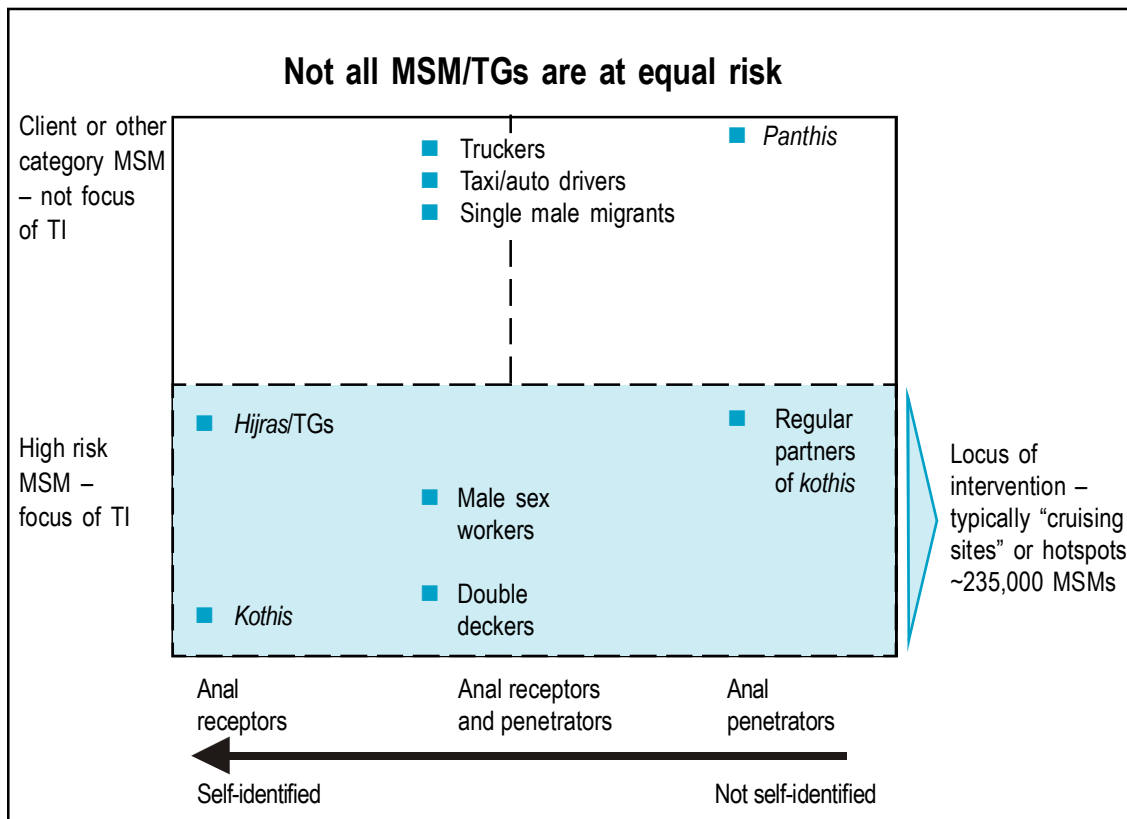 Not all MSM/TGs are at equal risk
Client or other
category MSM
– not focus
of TI
Truckers
Taxi/auto drivers
Single male migrants
Panthis
High risk
MSM –
focus of TI
Hijras/TGs
Kothis
Male sex
workers
Double
deckers
Regular
partners
of kothis
Locus of
intervention –
typically “cruising
sites” or hotspots
~235,000 MSMs
Anal
receptors
Anal receptors
and penetrators
Anal
penetrators
Self-identified
Not self-identified